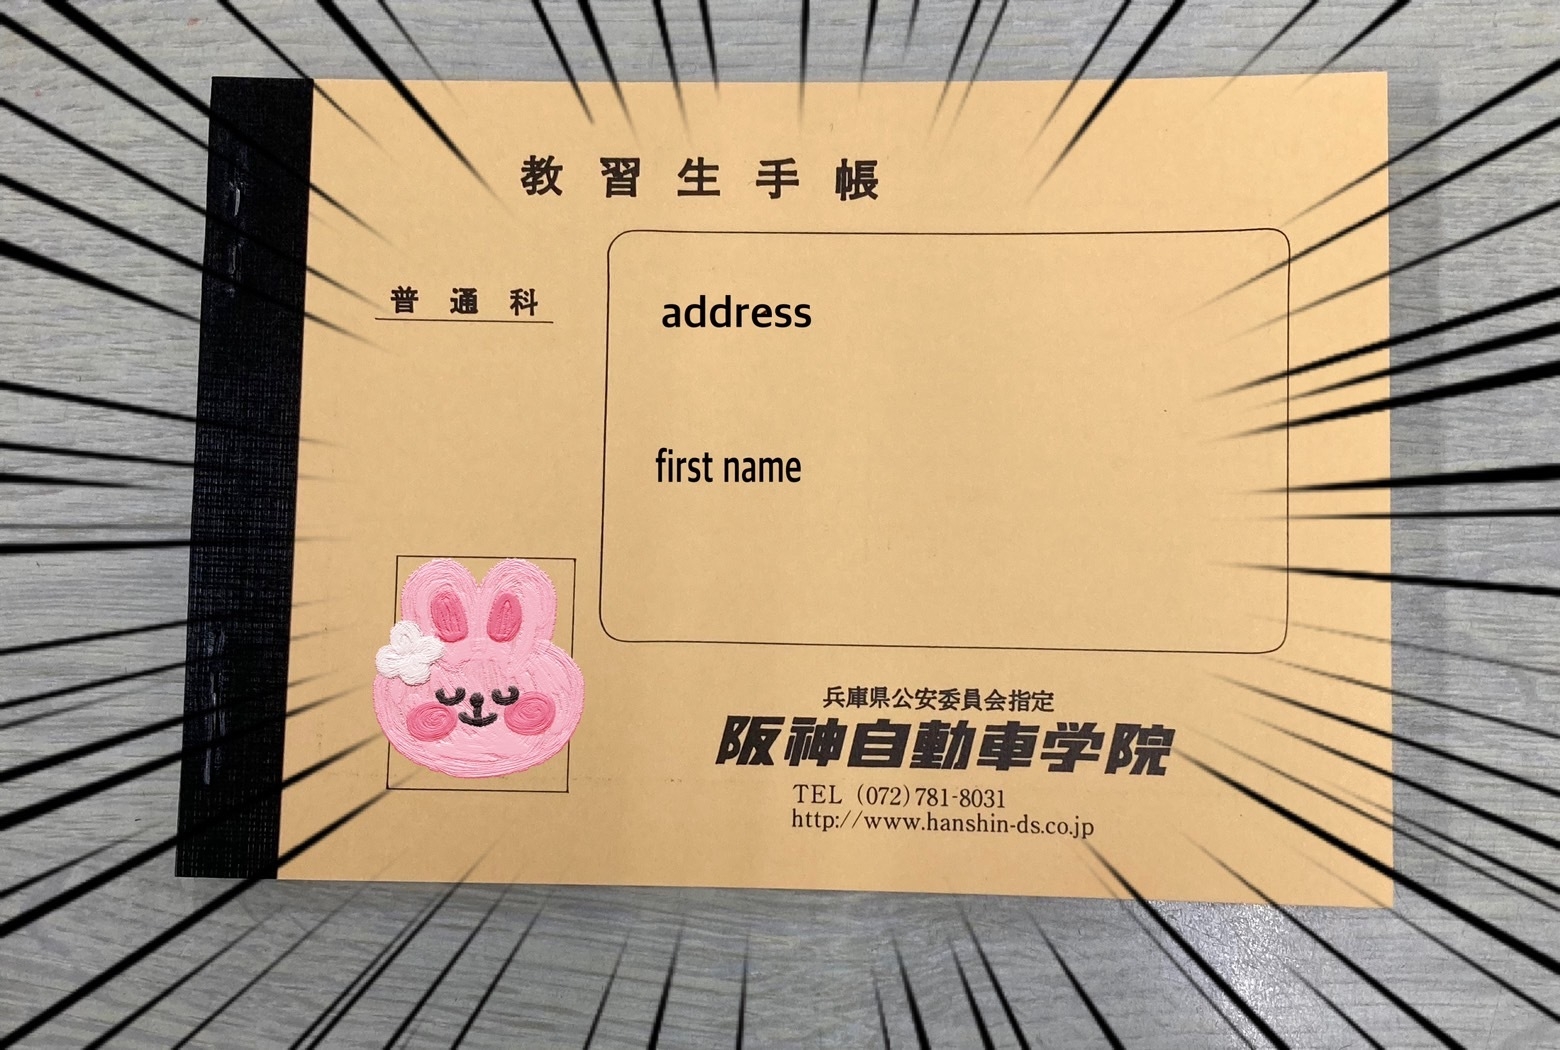 教習生手帳
普通科
address
first name
兵庫県公安委員会指定
阪神自動車学院
TEL (072)781-8031
http://www.hanshin-ds.co.jp